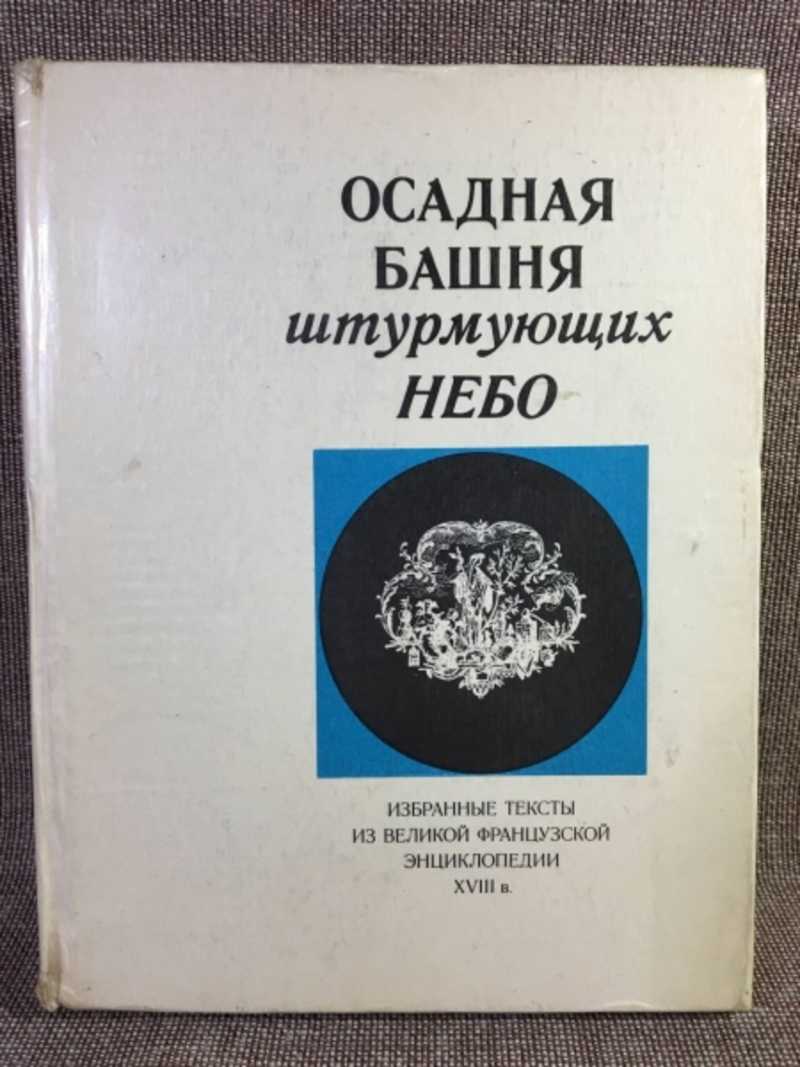 ОСАДНАЯ
БАШНЯ
штурмующих
НЕБО
ИЗБРАННЫЕ ТЕКСТЫ
ИЗ ВЕЛИКОЙ ФРАНЦУЗСКОЙ
ЭНЦИКЛОПЕДИИ
XVIII в.